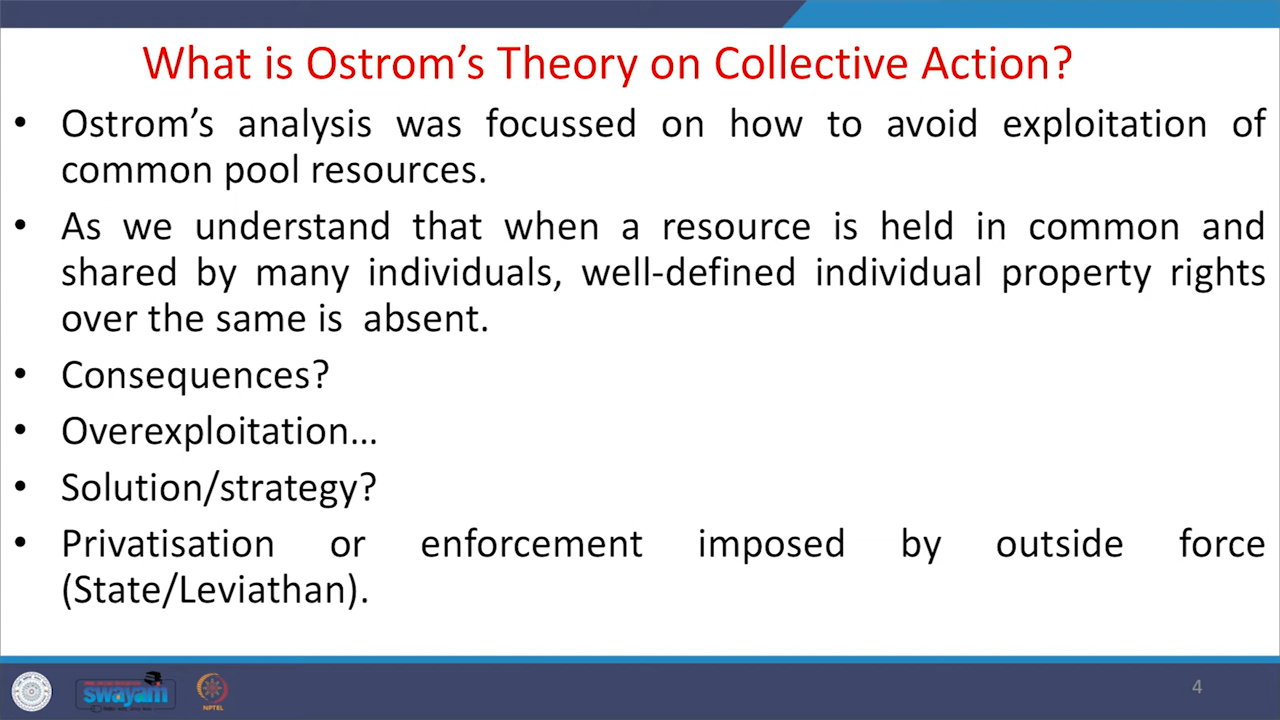 What is Ostrom’s Theory on Collective Action?
• Ostrom’s analysis was focussed on how to avoid exploitation of
common pool resources.
• As we understand that when a resource is held in common and
shared by many individuals, well-defined individual property rights
over the same is absent.
• Consequences?
• Overexploitation...
• Solution/strategy?
• Privatisation or enforcement imposed by outside force
(State/Leviathan).
swayam
NPTEL
4